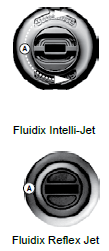 A
Fluidix Intelli-Jet
A
Fluidix Reflex Jet